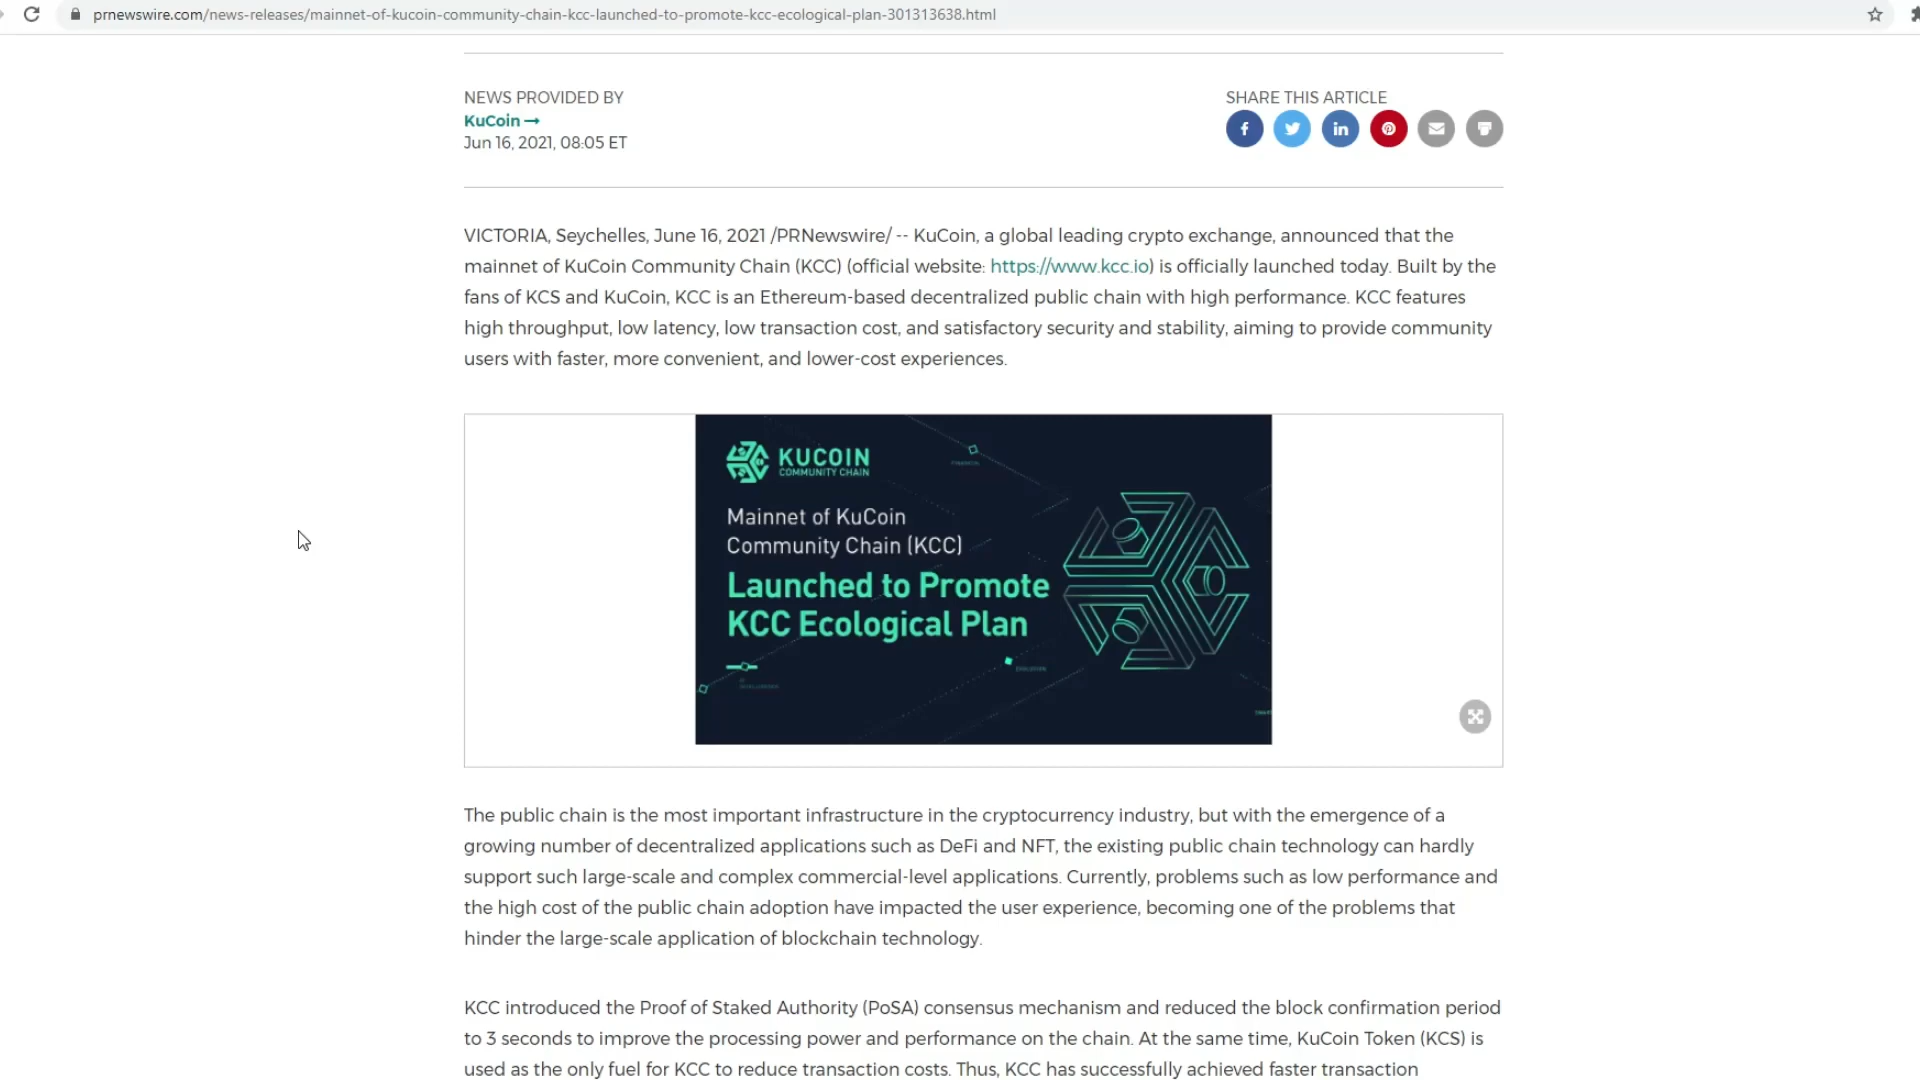 prnewswire.com/news-releases/mainnet-of-kucoin-community-chain-kcc-launched-to-promote-kcc-ecological-plan-301313638.html
NEWS PROVIDED BY
KuCoin →
Jun 16, 2021, 08:05 ET
SHARE THIS ARTICLE
VICTORIA, Seychelles, June 16, 2021 /PRNewswire/ -- KuCoin, a global leading crypto exchange, announced that the
mainnet of KuCoin Community Chain (KCC) (official website: https://www.kcc.io) is officially launched today. Built by the
fans of KCS and KuCoin, KCC is an Ethereum-based decentralized public chain with high performance. KCC features
high throughput, low latency, low transaction cost, and satisfactory security and stability, aiming to provide community
users with faster, more convenient, and lower-cost experiences.
KUCOIN
COMMUNITY CHAIN
Mainnet of KuCoin
Community Chain (KCC)
Launched to Promote
KCC Ecological Plan
The public chain is the most important infrastructure in the cryptocurrency industry, but with the emergence of a
growing number of decentralized applications such as DeFi and NFT, the existing public chain technology can hardly
support such large-scale and complex commercial-level applications. Currently, problems such as low performance and
the high cost of the public chain adoption have impacted the user experience, becoming one of the problems that
hinder the large-scale application of blockchain technology.
KCC introduced the Proof of Staked Authority (PoSA) consensus mechanism and reduced the block confirmation period
to 3 seconds to improve the processing power and performance on the chain. At the same time, KuCoin Token (KCS) is
used as the only fuel for KCC to reduce transaction costs. Thus, KCC has successfully achieved faster transaction